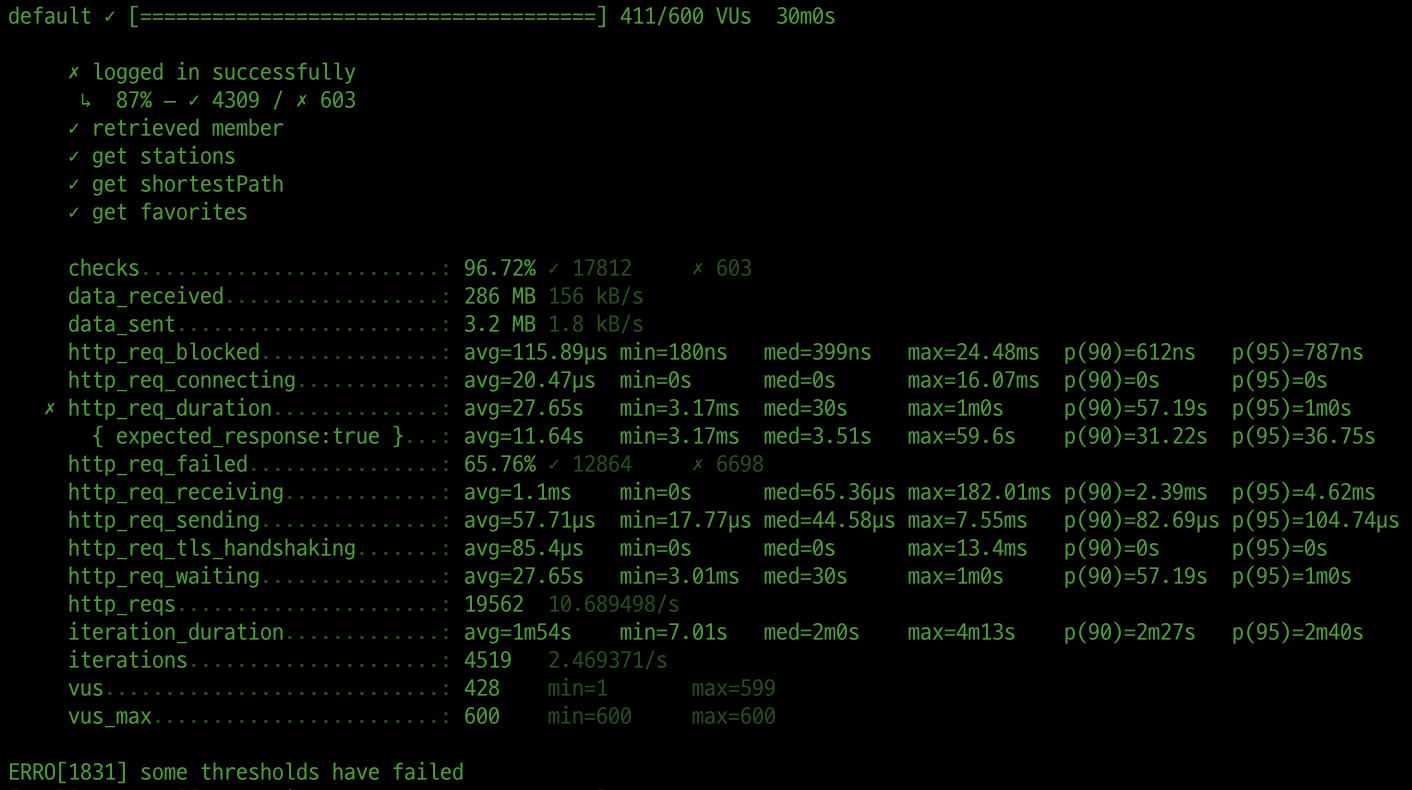 default ✓ [======================================] 411/600 VUs  30m0s
✗ logged in successfully
↳  87% — ✓ 4309 / ✗ 603
✓ retrieved member
✓ get stations
✓ get shortestPath
✓ get favorites
checks.........................: 96.72% ✓ 17812     ✗ 603
data_received..................: 286 MB 156 kB/s
data_sent......................: 3.2 MB 1.8 kB/s
http_req_blocked...............: avg=115.89µs min=180ns   med=399ns   max=24.48ms  p(90)=612ns   p(95)=787ns
http_req_connecting............: avg=20.47µs  min=0s      med=0s      max=16.07ms  p(90)=0s      p(95)=0s
✗ http_req_duration..............: avg=27.65s   min=3.17ms  med=30s     max=1m0s     p(90)=57.19s  p(95)=1m0s
{ expected_response:true }...: avg=11.64s   min=3.17ms  med=3.51s   max=59.6s    p(90)=31.22s  p(95)=36.75s
http_req_failed................: 65.76% ✓ 12864     ✗ 6698
http_req_receiving.............: avg=1.1ms    min=0s      med=65.36µs max=182.01ms p(90)=2.39ms  p(95)=4.62ms
http_req_sending...............: avg=57.71µs  min=17.77µs med=44.58µs max=7.55ms   p(90)=82.69µs p(95)=104.74µs
http_req_tls_handshaking.......: avg=85.4µs   min=0s      med=0s      max=13.4ms   p(90)=0s      p(95)=0s
http_req_waiting...............: avg=27.65s   min=3.01ms  med=30s     max=1m0s     p(90)=57.19s  p(95)=1m0s
http_reqs......................: 19562  10.689498/s
iteration_duration.............: avg=1m54s    min=7.01s   med=2m0s    max=4m13s    p(90)=2m27s   p(95)=2m40s
iterations.....................: 4519   2.469371/s
vus............................: 428    min=1       max=599
vus_max........................: 600    min=600     max=600
ERRO[1831] some thresholds have failed